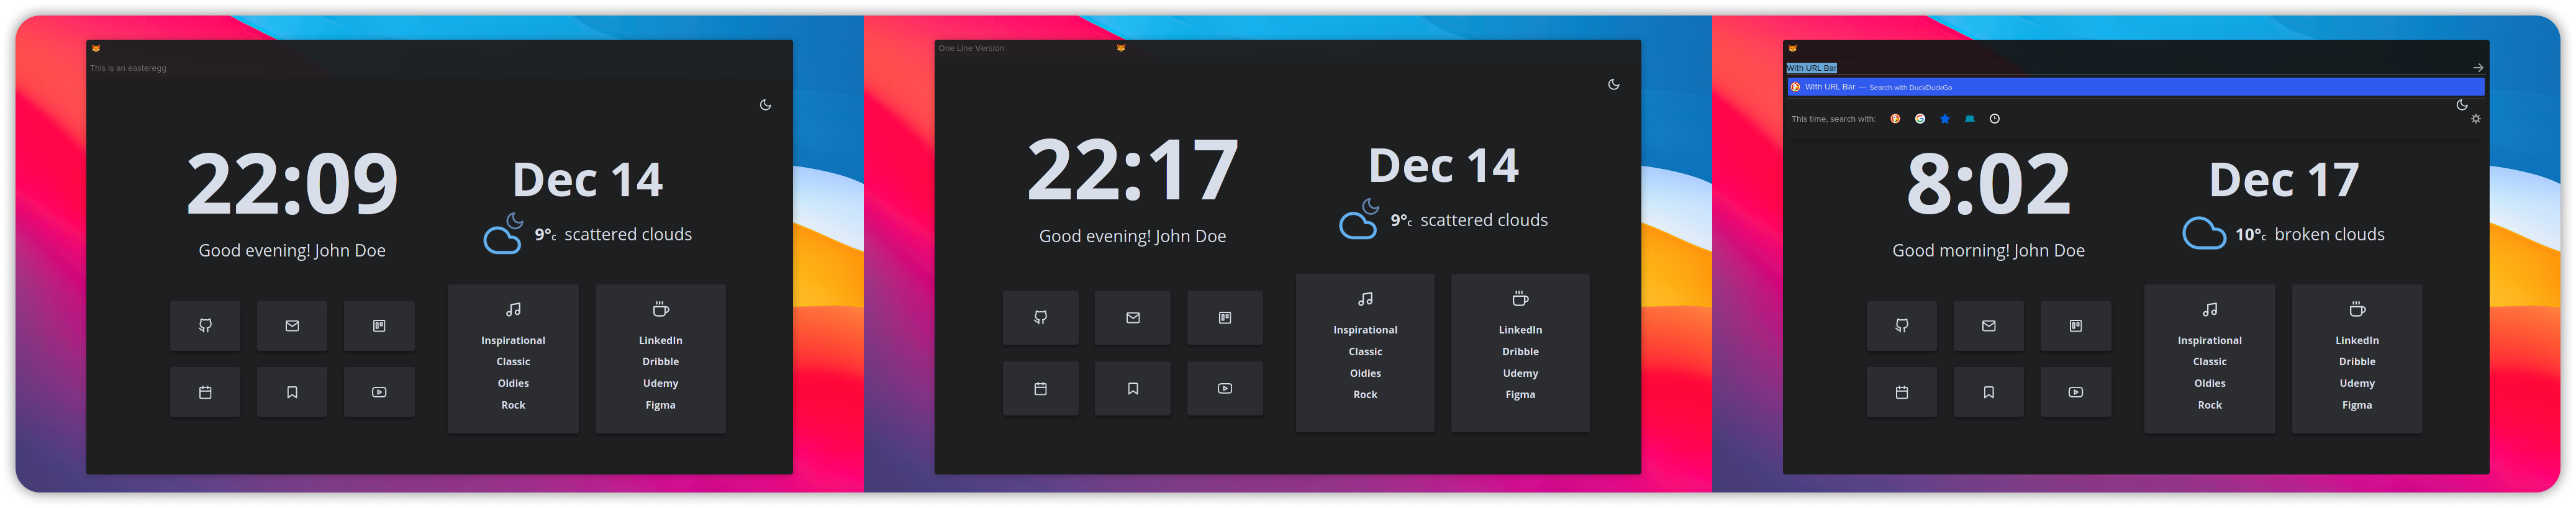 This is an easteregg
22:09
Good evening! John Doe
Dec 14
9°c scattered clouds
Inspirational
Classic
Oldies
Rock
LinkedIn
Dribble
Udemy
Figma
One Line Version
22:17
Good evening! John Doe
Dec 14
9°c scattered clouds
Inspirational
Classic
Oldies
Rock
LinkedIn
Dribble
Udemy
Figma
With URL Bar
With URL Bar — Search with DuckDuckGo
This time, search with:
8:02
Good morning! John Doe
Dec 17
10°c broken clouds
Inspirational
Classic
Oldies
Rock
LinkedIn
Dribble
Udemy
Figma